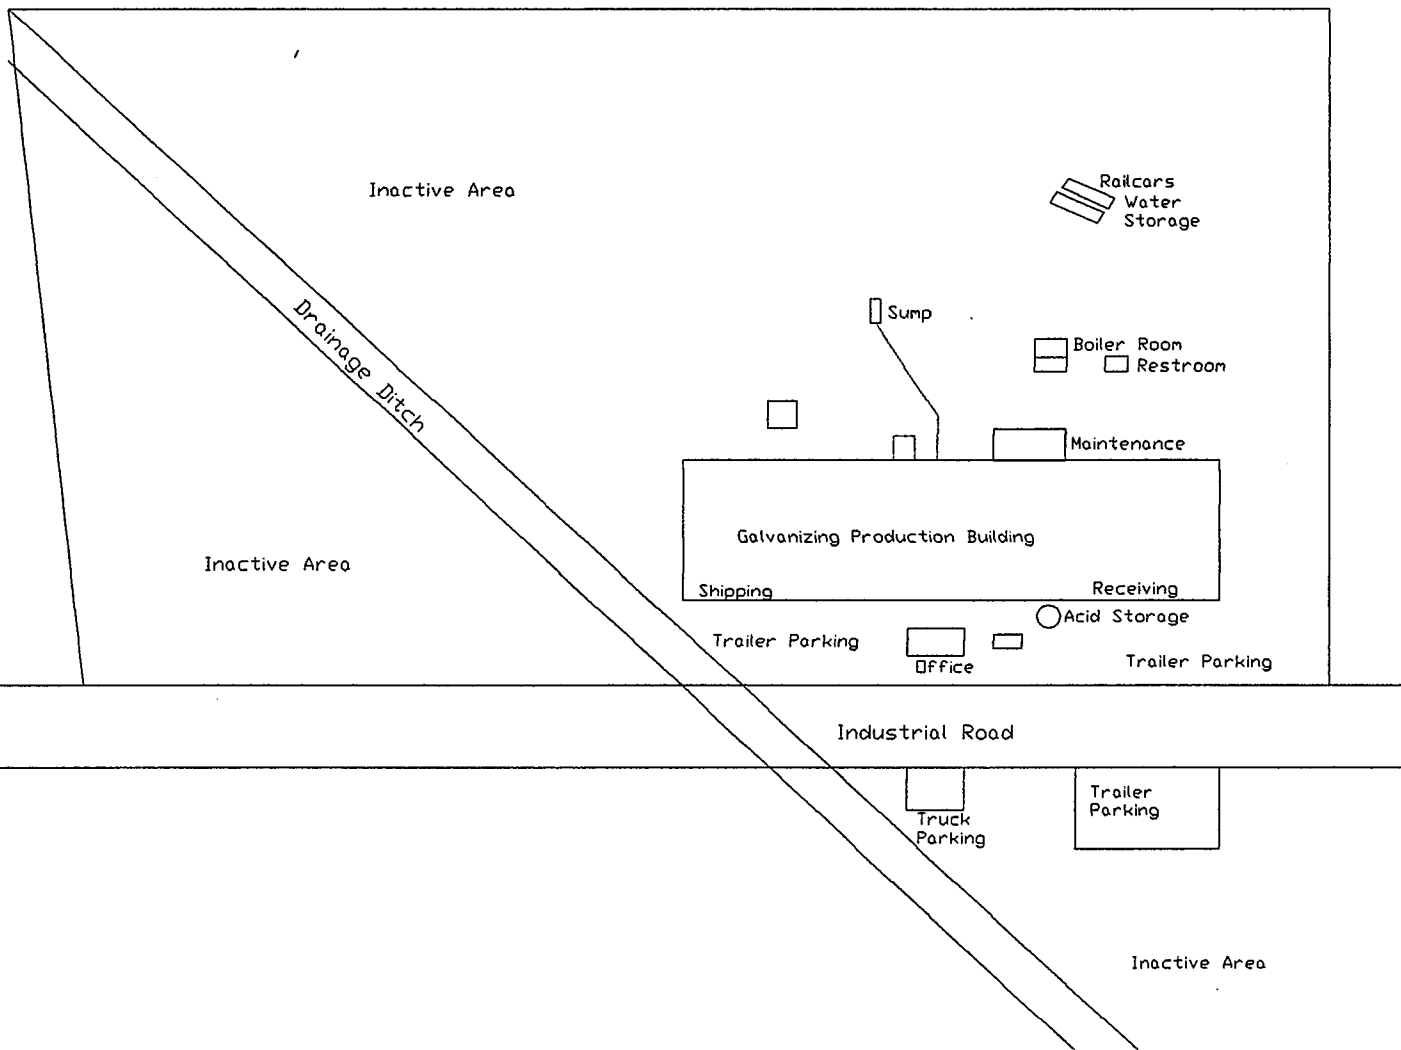 Inactive Area
Railcars
Water
Storage
Sump
Drainage Ditch
Boiler Room
Restroom
Maintenance
Galvanizing Production Building
Inactive Area
Shipping
Receiving
Acid Storage
Trailer Parking
Office
Trailer Parking
Industrial Road
Trailer
Parking
Truck
Parking
Inactive Area